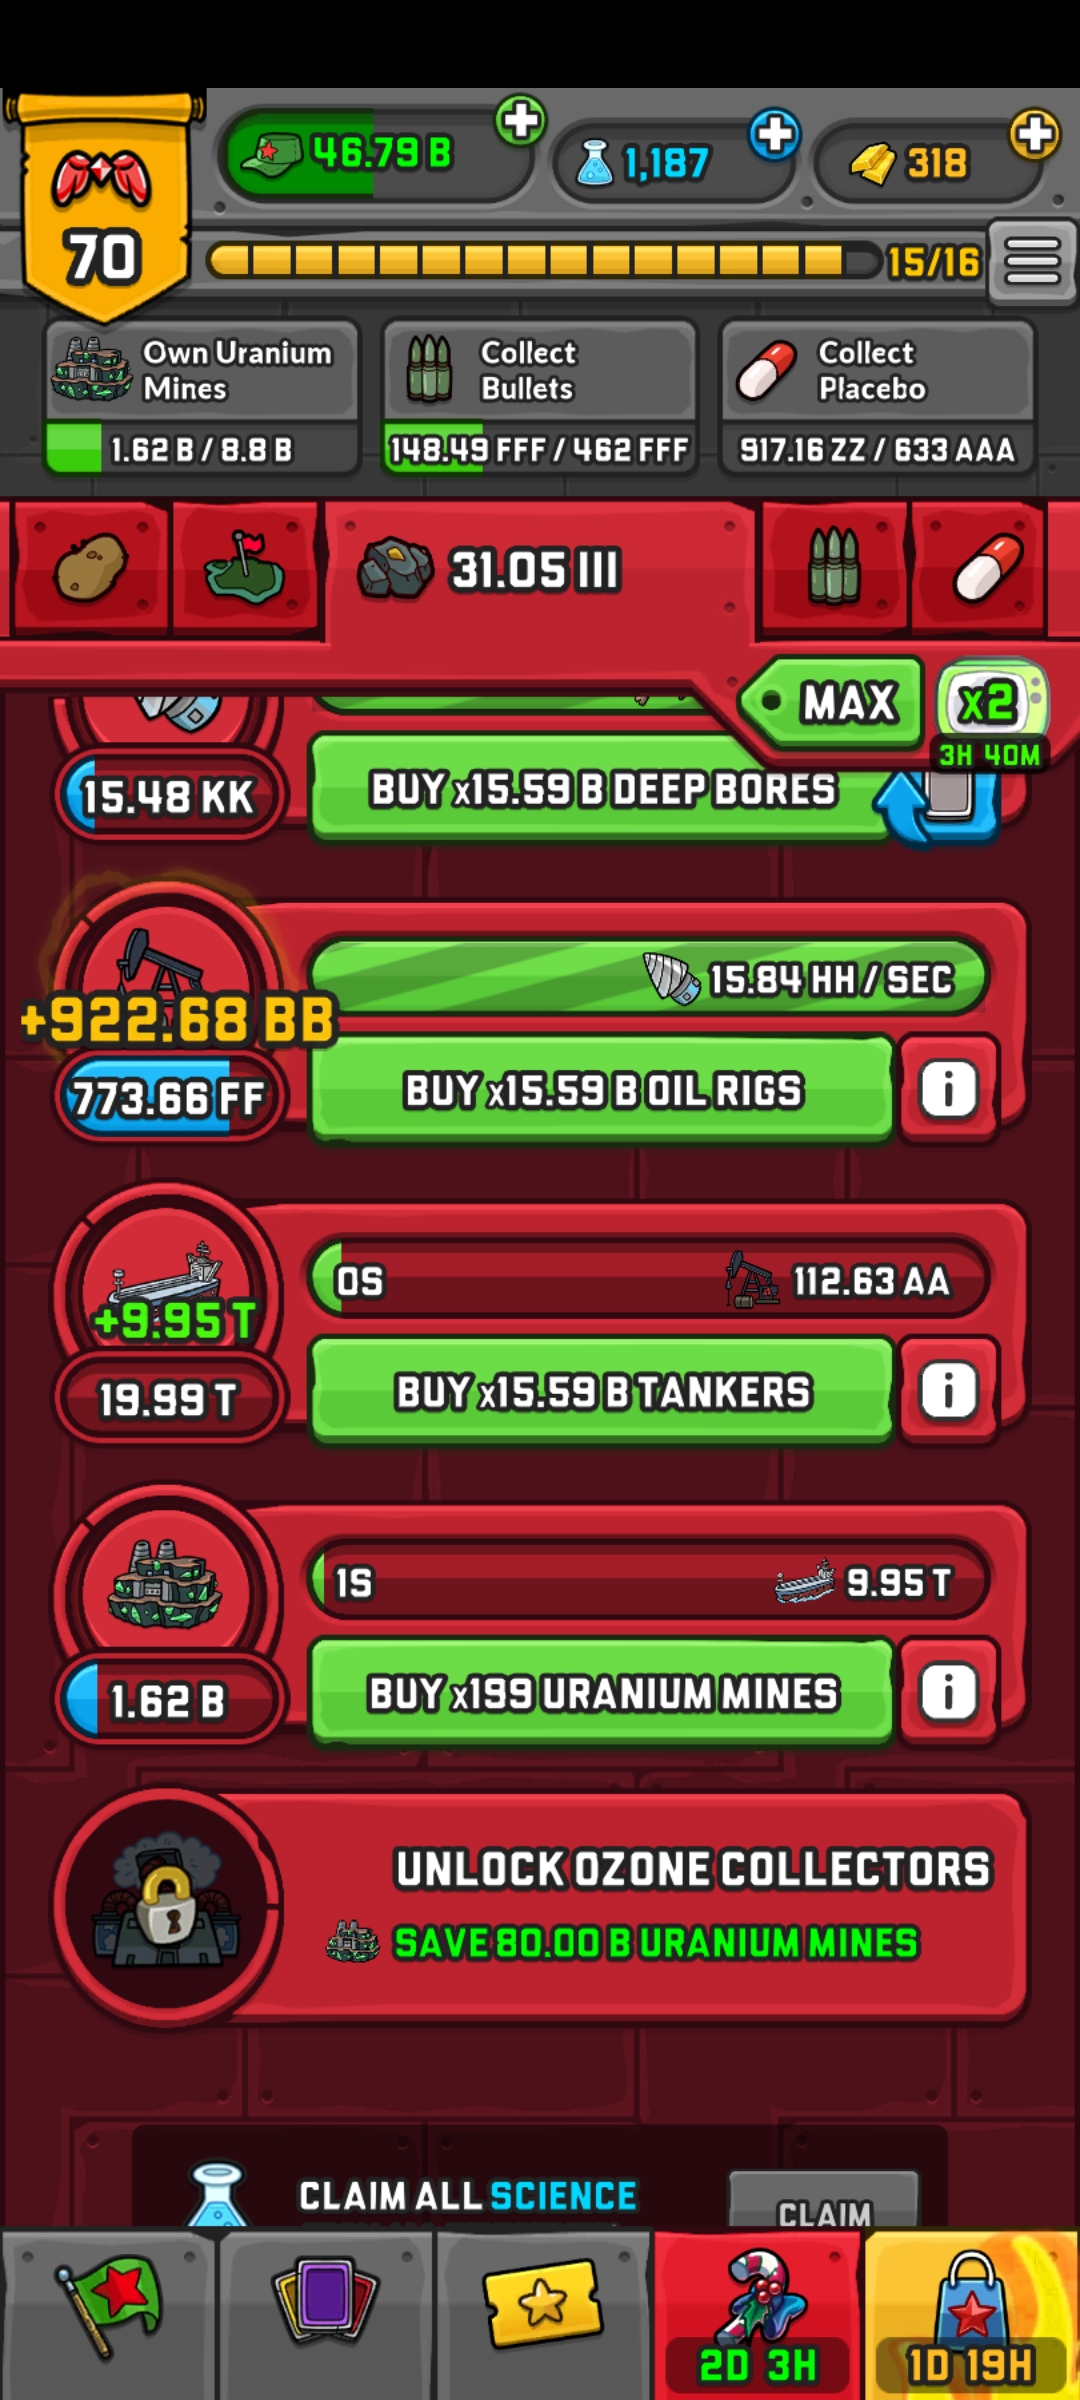 46.79 B
1,187
318
70
15/16
Own Uranium
Mines
1.62 B / 8.8 B
Collect
Bullets
148.49 FFF / 462 FFF
Collect
Placebo
917.16 ZZ / 633 AAA
31.05 III
MAX
x2
3H 40M
15.48 KK
BUY x15.59 B DEEP BORES
+922.68 BB
15.84 HH / SEC
773.66 FF
BUY x15.59 B OIL RIGS
i
0S
112.63 AA
+9.95 T
19.99 T
BUY x15.59 B TANKERS
i
1S
9.95 T
1.62 B
BUY x199 URANIUM MINES
i
UNLOCK OZONE COLLECTORS
SAVE 80.00 B URANIUM MINES
CLAIM ALL SCIENCE
CLAIM
2D 3H
1D 19H